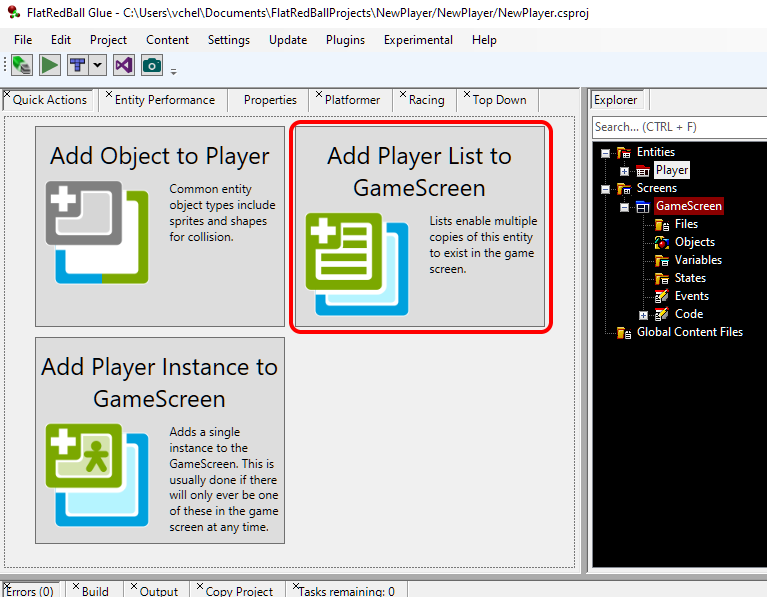 FlatRedBall Glue - C:\Users\vchel\Documents\FlatRedBallProjects\NewPlayer/NewPlayer/NewPlayer.csproj
File Edit Project Content Settings Update Plugins Experimental Help
Quick Actions Entity Performance Properties Platformer Racing Top Down
Add Object to Player
Common entity
object types include
sprites and shapes
for collision.
Add Player List to
GameScreen
Lists enable multiple
copies of this entity
to exist in the game
screen.
Add Player Instance to
GameScreen
Adds a single
instance to the
GameScreen. This is
usually done if there
will only ever be one
of these in the game
screen at any time.
Explorer
Search... (CTRL + F)
Entities
Player
Screens
GameScreen
Files
Objects
Variables
States
Events
Code
Global Content Files
Errors (0) Build Output Copy Project Tasks remaining: 0